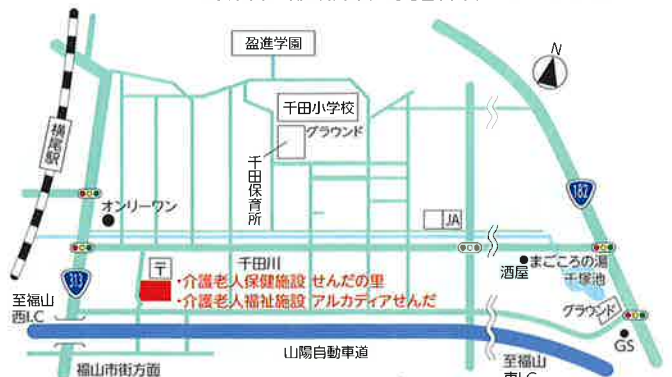 盈進学園
N
千田小学校
グラウンド
横尾駅
千田保育所
182
オンリーワン
JA
千田川
まごころの湯
酒屋
千塚池
〒
・介護老人保健施設 せんだの里
・介護老人福祉施設 アルカディアせんだ
313
至福山
西I.C
グラウンド
GS
山陽自動車道
至福山
福山市街方面